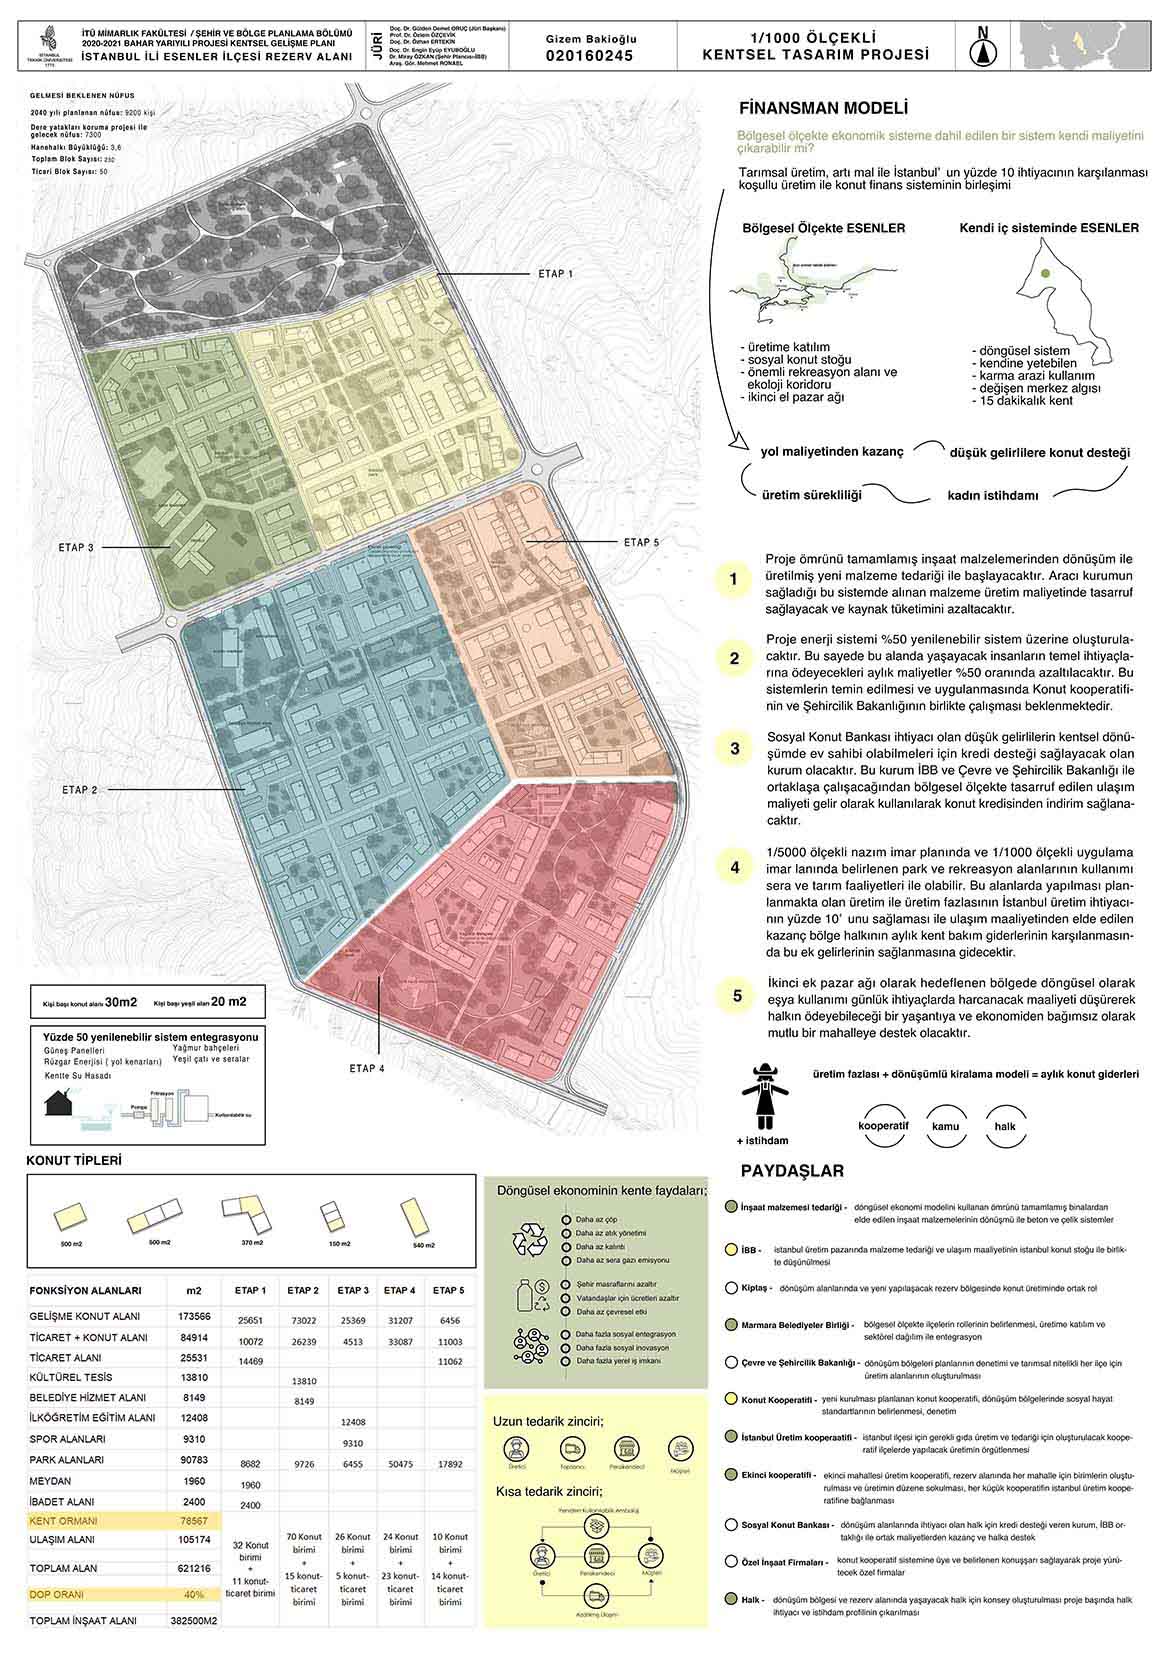 İTÜ MİMARLIK FAKÜLTESİ / ŞEHİR VE BÖLGE PLANLAMA BÖLÜMÜ
2020-2021 BAHAR YARIYILI PROJESİ KENTSEL GELİŞME PLANI
İSTANBUL İLİ ESENLER İLÇESİ REZERV ALANI
İSTANBUL
TEKNİK ÜNİVERSİTESİ
1773
JÜRİ
Doç. Dr. Gülden Demet ORUÇ (Jüri Başkanı)
Prof. Dr. Özlem ÖZÇEVİK
Doç. Dr. Özhan ERTEKİN
Doç. Dr. Engin Eyüp EYUBOĞLU
Dr. Miray ÖZKAN (Şehir Plancısı-İBB)
Araş. Gör. Mehmet RONAEL
Gizem Bakioğlu
020160245
1/1000 ÖLÇEKLİ
KENTSEL TASARIM PROJESİ
N
GELMESİ BEKLENEN NÜFUS
2040 yılı planlanan nüfus: 9200 kişi
Dere yatakları koruma projesi ile
gelecek nüfus: 7300
Hanehalkı Büyüklüğü: 3,6
Toplam Blok Sayısı: 232
Ticari Blok Sayısı: 50
ETAP 1
ETAP 3
ETAP 5
ETAP 2
ETAP 4
FİNANSMAN MODELİ
Bölgesel ölçekte ekonomik sisteme dahil edilen bir sistem kendi maliyetini
çıkarabilir mi?
Tarımsal üretim, artı mal ile İstanbul' un yüzde 10 ihtiyacının karşılanması
koşullu üretim ile konut finans sisteminin birleşimi
Bölgesel Ölçekte ESENLER
- üretime katılım
- sosyal konut stoğu
- önemli rekreasyon alanı ve
ekoloji koridoru
- ikinci el pazar ağı
Kendi iç sisteminde ESENLER
- döngüsel sistem
- kendine yetebilen
- karma arazi kullanım
- değişen merkez algısı
- 15 dakikalık kent
yol maliyetinden kazanç
düşük gelirlilere konut desteği
üretim sürekliliği
kadın istihdamı
1
Proje ömrünü tamamlamış inşaat malzelemerinden dönüşüm ile
üretilmiş yeni malzeme tedariği ile başlayacaktır. Aracı kurumun
sağladığı bu sistemde alınan malzeme üretim maliyetinde tasarruf
sağlayacak ve kaynak tüketimini azaltacaktır.
2
Proje enerji sistemi %50 yenilenebilir sistem üzerine oluşturula-
caktır. Bu sayede bu alanda yaşayacak insanların temel ihtiyaçla-
rına ödeyecekleri aylık maliyetler %50 oranında azaltılacaktır. Bu
sistemlerin temin edilmesi ve uygulanmasında Konut kooperatifi-
nin ve Şehircilik Bakanlığının birlikte çalışması beklenmektedir.
3
Sosyal Konut Bankası ihtiyacı olan düşük gelirlilerin kentsel dönü-
şümde ev sahibi olabilmeleri için kredi desteği sağlayacak olan
kurum olacaktır. Bu kurum İBB ve Çevre ve Şehircilik Bakanlığı ile
ortaklaşa çalışacağından bölgesel ölçekte tasarruf edilen ulaşım
maliyeti gelir olarak kullanılarak konut kredisinden indirim sağlana-
caktır.
4
1/5000 ölçekli nazım imar planında ve 1/1000 ölçekli uygulama
imar lanında belirlenen park ve rekreasyon alanlarının kullanımı
sera ve tarım faaliyetleri ile olabilir. Bu alanlarda yapılması plan-
lanmakta olan üretim ile üretim fazlasının İstanbul üretim ihtiyacı-
nın yüzde 10' unu sağlaması ile ulaşım maaliyetinden elde edilen
kazanç bölge halkının aylık kent bakım giderlerinin karşılanmasın-
da bu ek gelirlerinin sağlanmasına gidecektir.
5
İkinci ek pazar ağı olarak hedeflenen bölgede döngüsel olarak
eşya kullanımı günlük ihtiyaçlarda harcanacak maaliyeti düşürerek
halkın ödeyebileceği bir yaşantıya ve ekonomiden bağımsız olarak
mutlu bir mahalleye destek olacaktır.
üretim fazlası + dönüşümlü kiralama modeli = aylık konut giderleri
+ istihdam
kooperatif
kamu
halk
Kişi başı konut alanı 30m2 Kişi başı yeşil alan 20 m2
Yüzde 50 yenilenebilir sistem entegrasyonu
Güneş Panelleri
Yağmur bahçeleri
Rüzgar Enerjisi ( yol kenarları)
Yeşil çatı ve seralar
Kentte Su Hasadı
Pompa
Filtrasyon
Kullanılabilir su
KONUT TİPLERİ
500 m2
500 m2
370 m2
150 m2
540 m2
FONKSİYON ALANLARI m2 ETAP 1 ETAP 2 ETAP 3 ETAP 4 ETAP 5
GELİŞME KONUT ALANI 173566 25651 73022 25369 31207 6456
TİCARET + KONUT ALANI 84914 10072 26239 4513 33087 11003
TİCARET ALANI 25531 14469 11062
KÜLTÜREL TESİS 13810 13810
BELEDİYE HİZMET ALANI 8149 8149
İLKÖĞRETİM EĞİTİM ALANI 12408 12408
SPOR ALANLARI 9310 9310
PARK ALANLARI 90783 8682 9726 6455 50475 17892
MEYDAN 1960 1960
İBADET ALANI 2400 2400
KENT ORMANI 78567
ULAŞIM ALANI 105174
TOPLAM ALAN 621216
DOP ORANI 40%
TOPLAM İNŞAAT ALANI 382500M2
32 Konut
birimi
+
11 konut-
ticaret birimi
70 Konut
birimi
+
15 konut-
ticaret
birimi
26 Konut
birimi
+
5 konut-
ticaret
birimi
24 Konut
birimi
+
23 konut-
ticaret
birimi
10 Konut
birimi
+
14 konut-
ticaret
birimi
Döngüsel ekonominin kente faydaları;
Daha az çöp
Daha az atık yönetimi
Daha az kalıntı
Daha az sera gazı emisyonu
Şehir masraflarını azaltır
Vatandaşlar için ücretleri azaltır
Daha az çevresel etki
Daha fazla sosyal entegrasyon
Daha fazla sosyal inovasyon
Daha fazla yerel iş imkanı
Uzun tedarik zinciri;
Üretici
Toplancı
Perakendeci
Müşteri
Kısa tedarik zinciri;
Yeniden Kullanılabilir Ambalaj
Üretici
Perakendeci
Müşteri
Azaltılmış Ulaşım
PAYDAŞLAR
İnşaat malzemesi tedariği - döngüsel ekonomi modelini kullanan ömrünü tamamlamış binalardan
elde edilen inşaat malzemelerinin dönüşmü ile beton ve çelik sistemler
İBB - istanbul üretim pazarında malzeme tedariği ve ulaşım maaliyetinin istanbul konut stoğu ile birlik-
te düşünülmesi
Kiptaş - dönüşüm alanlarında ve yeni yapılaşacak rezerv bölgesinde konut üretiminde ortak rol
Marmara Belediyeler Birliği - bölgesel ölçekte ilçelerin rollerinin belirlenmesi, üretime katılım ve
sektörel dağılım ile entegrasyon
Çevre ve Şehircilik Bakanlığı - dönüşüm bölgeleri planlarının denetimi ve tarımsal nitelikli her ilçe için
üretim alanlarının oluşturulması
Konut Kooperatifi - yeni kurulması planlanan konut kooperatifi, dönüşüm bölgelerinde sosyal hayat
standartlarının belirlenmesi, denetim
İstanbul Üretim kooperaatifi - istanbul ilçesi için gerekli gıda üretim ve tedariği için oluşturulacak koope-
ratif ilçelerde yapılacak üretimin örgütlenmesi
Ekinci kooperatifi - ekinci mahallesi üretim kooperatifi, rezerv alanında her mahalle için birimlerin oluştu-
rulması ve üretimin düzene sokulması, her küçük kooperatifin istanbul üretim koope-
ratifine bağlanması
Sosyal Konut Bankası - dönüşüm alanlarında ihtiyacı olan halk için kredi desteği veren kurum, İBB or-
taklığı ile ortak maliyetlerden kazanç ve halka destek
Özel İnşaat Firmaları - konut kooperatif sistemine üye ve belirlenen konuşşarı sağlayarak proje yürü-
tecek özel firmalar
Halk - dönüşüm bölgesi ve rezerv alanında yaşayacak halk için konsey oluşturulması proje başında halk
ihtiyacı ve istihdam profilinin çıkarılması